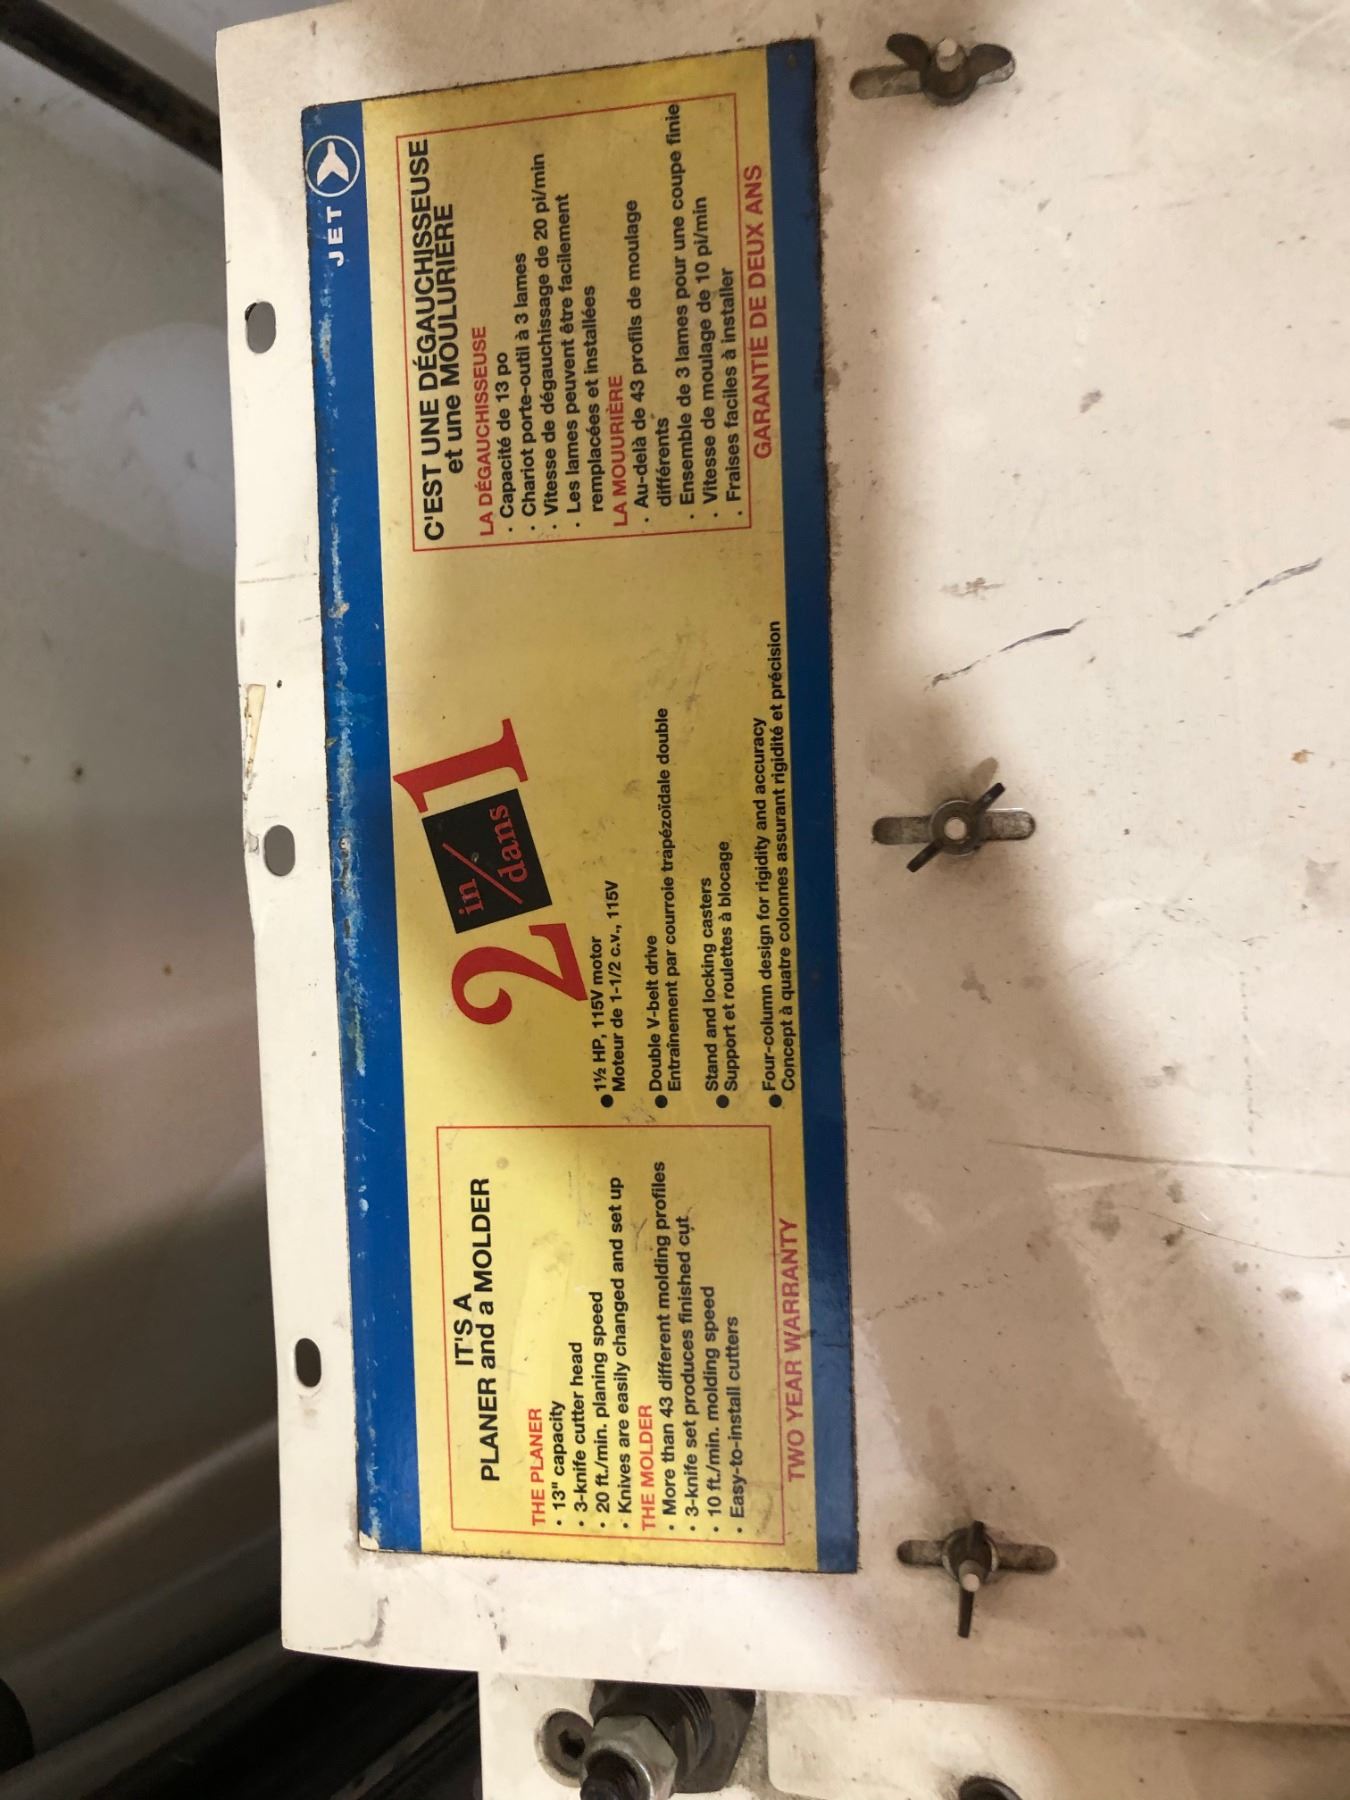 JET
IT'S A
PLANER and a MOLDER
THE PLANER
· 13" capacity
· 3-knife cutter head
· 20 ft./min. planing speed
· Knives are easily changed and set up
THE MOLDER
· More than 43 different molding profiles
· 3-knife set produces finished cut
· 10 ft./min. molding speed
· Easy-to-install cutters
TWO YEAR WARRANTY
2 in/dans 1
● 1½ HP, 115V motor
Moteur de 1-1/2 c.v., 115V
● Double V-belt drive
Entraînement par courroie trapézoïdale double
● Stand and locking casters
Support et roulettes à blocage
● Four-column design for rigidity and accuracy
Concept à quatre colonnes assurant rigidité et précision
C'EST UNE DÉGAUCHISSEUSE
et une MOULURIÈRE
LA DÉGAUCHISSEUSE
· Capacité de 13 po
· Chariot porte-outil à 3 lames
· Vitesse de dégauchissage de 20 pi/min
· Les lames peuvent être facilement
remplacées et installées
LA MOUURIÈRE
· Au-delà de 43 profils de moulage
différents
· Ensemble de 3 lames pour une coupe finie
· Vitesse de moulage de 10 pi/min
· Fraises faciles à installer
GARANTIE DE DEUX ANS